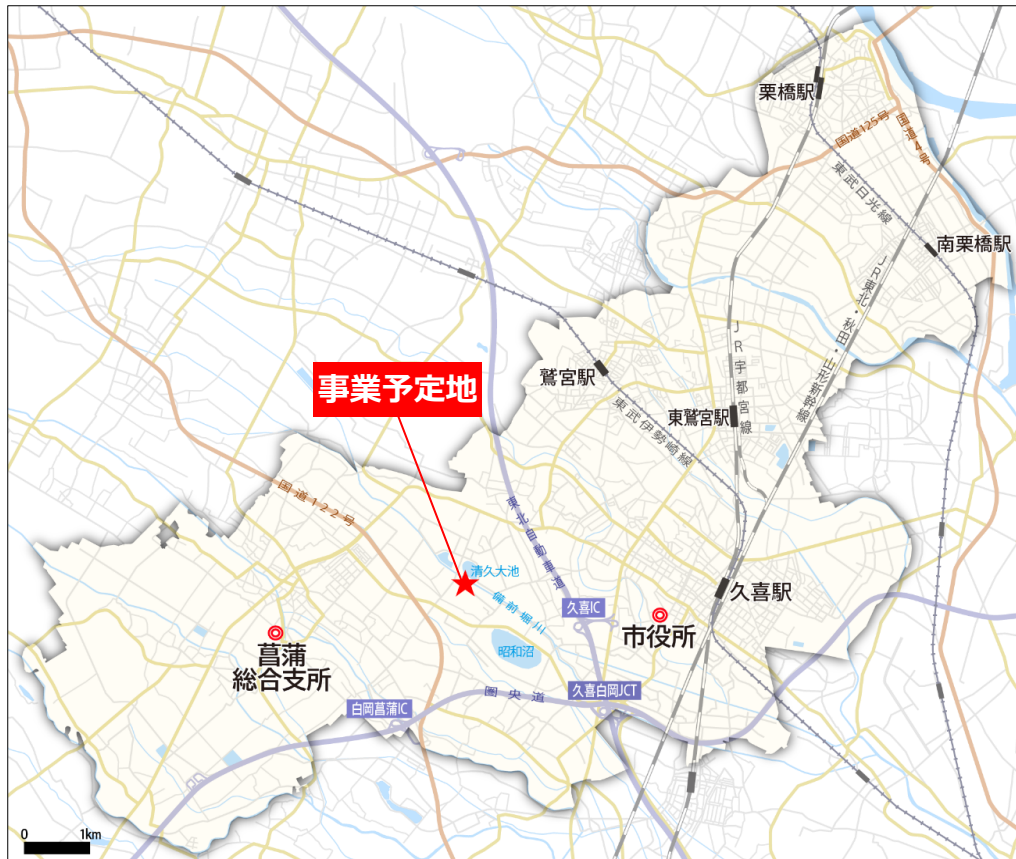 栗橋駅
国道125号
国道4号
東武日光線
南栗橋駅
JR東北・秋田・山形新幹線
JR宇都宮線
鷲宮駅
事業予定地
東鷲宮駅
東武伊勢崎線
国道122号
東北自動車道
清久大池
備前堀川
久喜IC
久喜駅
市役所
菖蒲
総合支所
昭和沼
圏央道
久喜白岡JCT
白岡菖蒲IC
0 1km